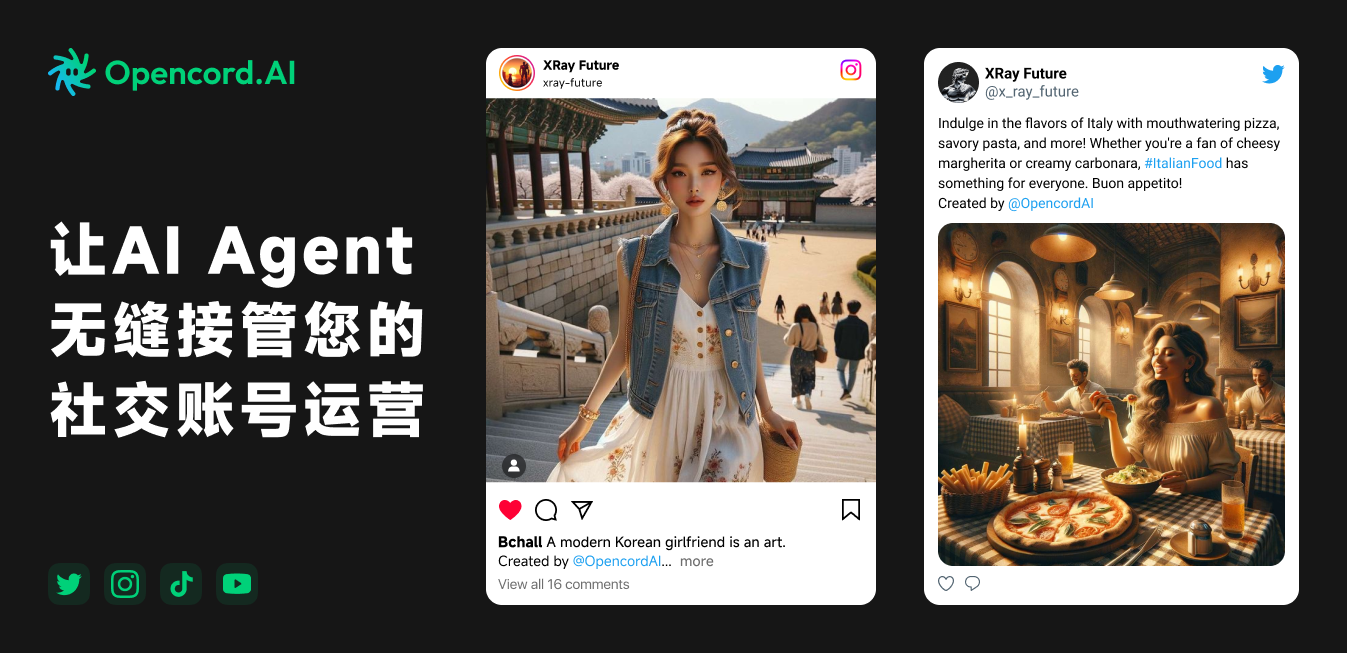 Opencord.AI
让AI Agent
无缝接管您的
社交账号运营
XRay Future
xray-future
Bchall A modern Korean girlfriend is an art.
Created by @OpencordAI... more
View all 16 comments
XRay Future
@x_ray_future
Indulge in the flavors of Italy with mouthwatering pizza,
savory pasta, and more! Whether you're a fan of cheesy
margherita or creamy carbonara, #ItalianFood has
something for everyone. Buon appetito!
Created by @OpencordAI